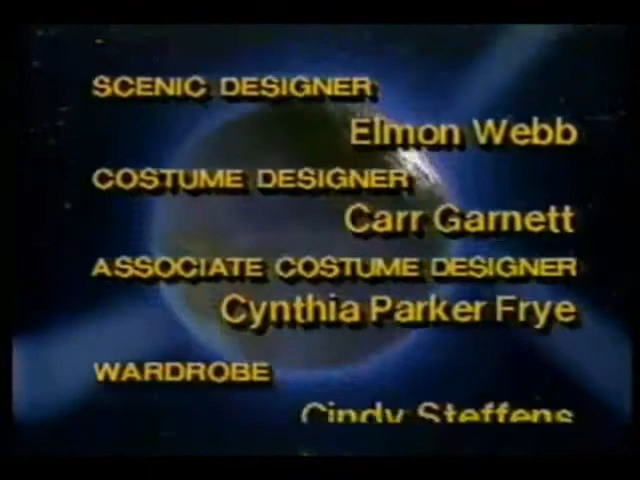 SCENIC DESIGNER
Elmon Webb
COSTUME DESIGNER
Carr Garnett
ASSOCIATE COSTUME DESIGNER
Cynthia Parker Frye
WARDROBE
Cindy Steffens